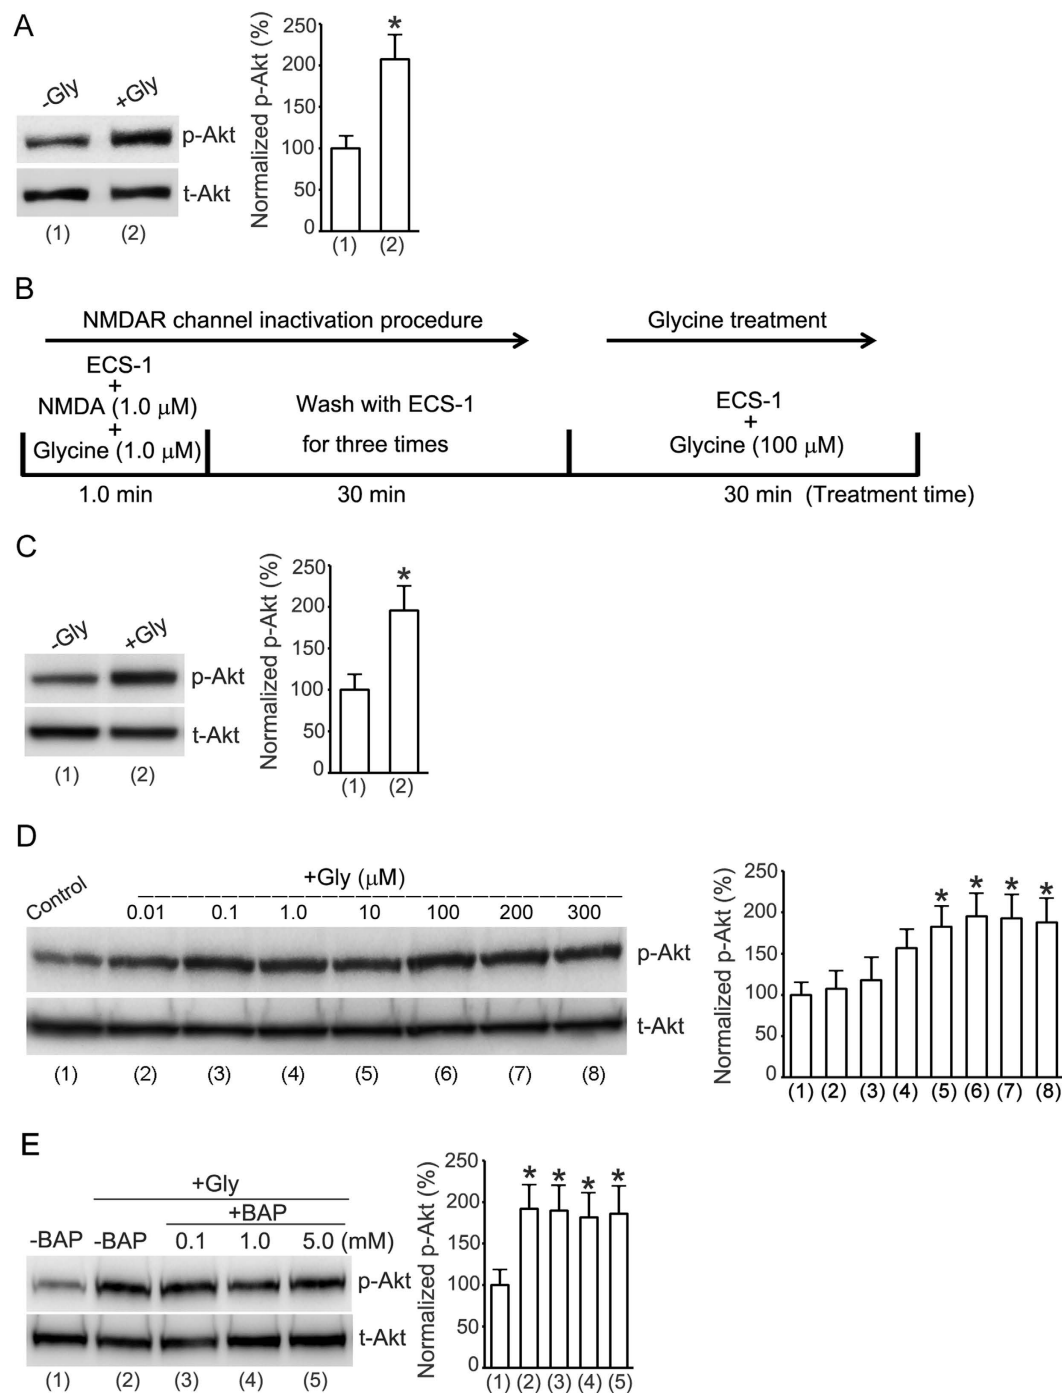 A
-Gly +Gly
p-Akt
t-Akt
(1) (2)
Normalized p-Akt (%)
250
200
150
100
50
0
*
(1) (2)
B
NMDAR channel inactivation procedure
Glycine treatment
ECS-1
+
NMDA (1.0 μM)
+
Glycine (1.0 μM)
Wash with ECS-1
for three times
ECS-1
+
Glycine (100 μM)
1.0 min
30 min
30 min (Treatment time)
C
-Gly +Gly
p-Akt
t-Akt
(1) (2)
Normalized p-Akt (%)
250
200
150
100
50
0
*
(1) (2)
D
Control
+Gly (μM)
0.01 0.1 1.0 10 100 200 300
p-Akt
t-Akt
(1) (2) (3) (4) (5) (6) (7) (8)
Normalized p-Akt (%)
250
200
150
100
50
0
* * * *
(1) (2) (3) (4) (5) (6) (7) (8)
E
+Gly
+BAP
-BAP -BAP 0.1 1.0 5.0 (mM)
p-Akt
t-Akt
(1) (2) (3) (4) (5)
Normalized p-Akt (%)
250
200
150
100
50
0
* * * *
(1) (2) (3) (4) (5)